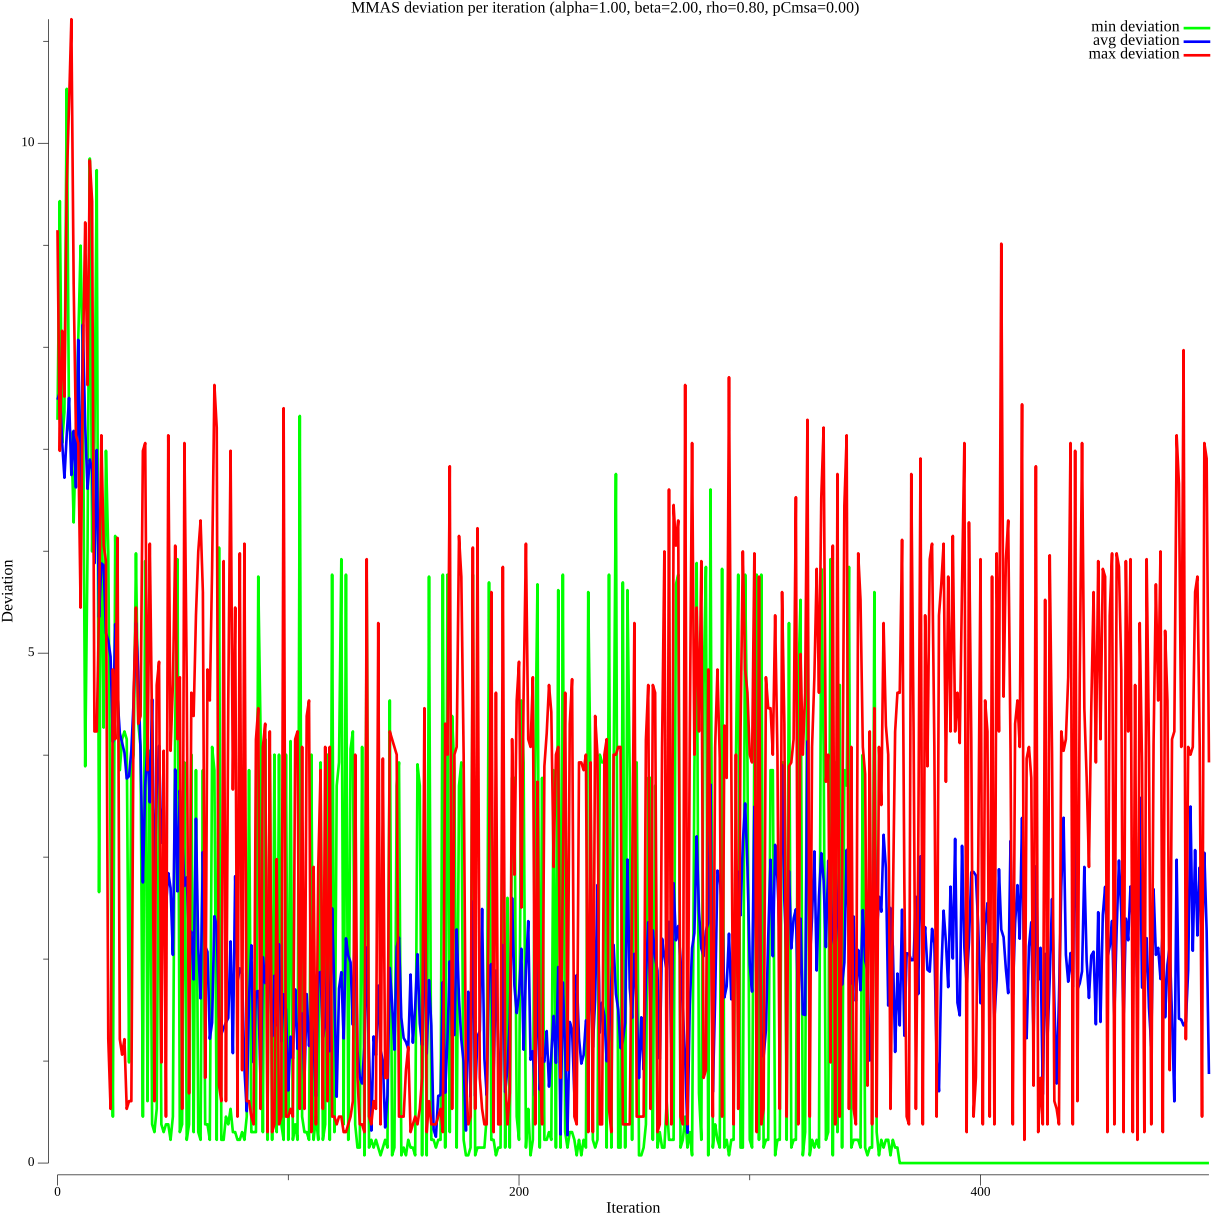 MMAS deviation per iteration (alpha=1.00, beta=2.00, rho=0.80, pCmsa=0.00)
min deviation
avg deviation
max deviation
10
5
0
Deviation
0
200
400
Iteration